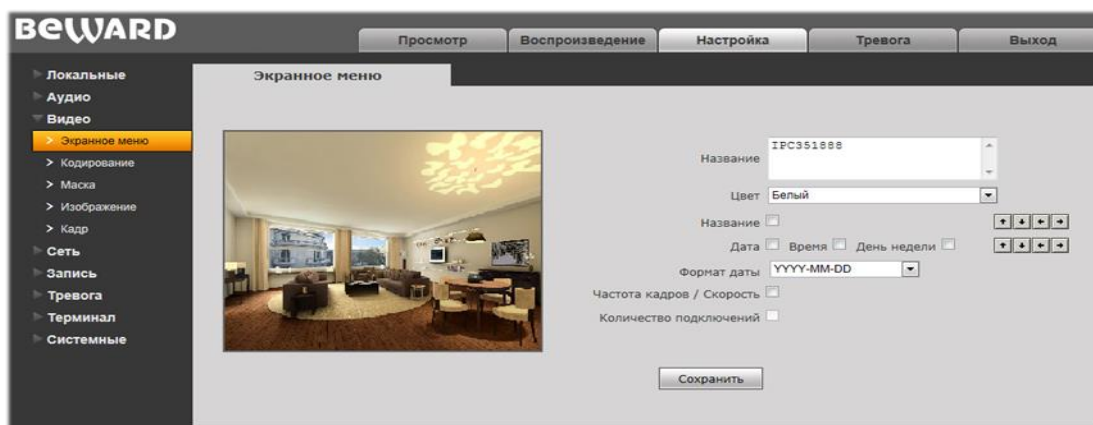 BEWARD
Просмотр Воспроизведение Настройка Тревога Выход
Локальные
Аудио
Видео
Экранное меню
Кодирование
Маска
Изображение
Кадр
Сеть
Запись
Тревога
Терминал
Системные
Экранное меню
Название IPC351888
Цвет Белый
Название
Дата Время День недели
Формат даты YYYY-MM-DD
Частота кадров / Скорость
Количество подключений
Сохранить